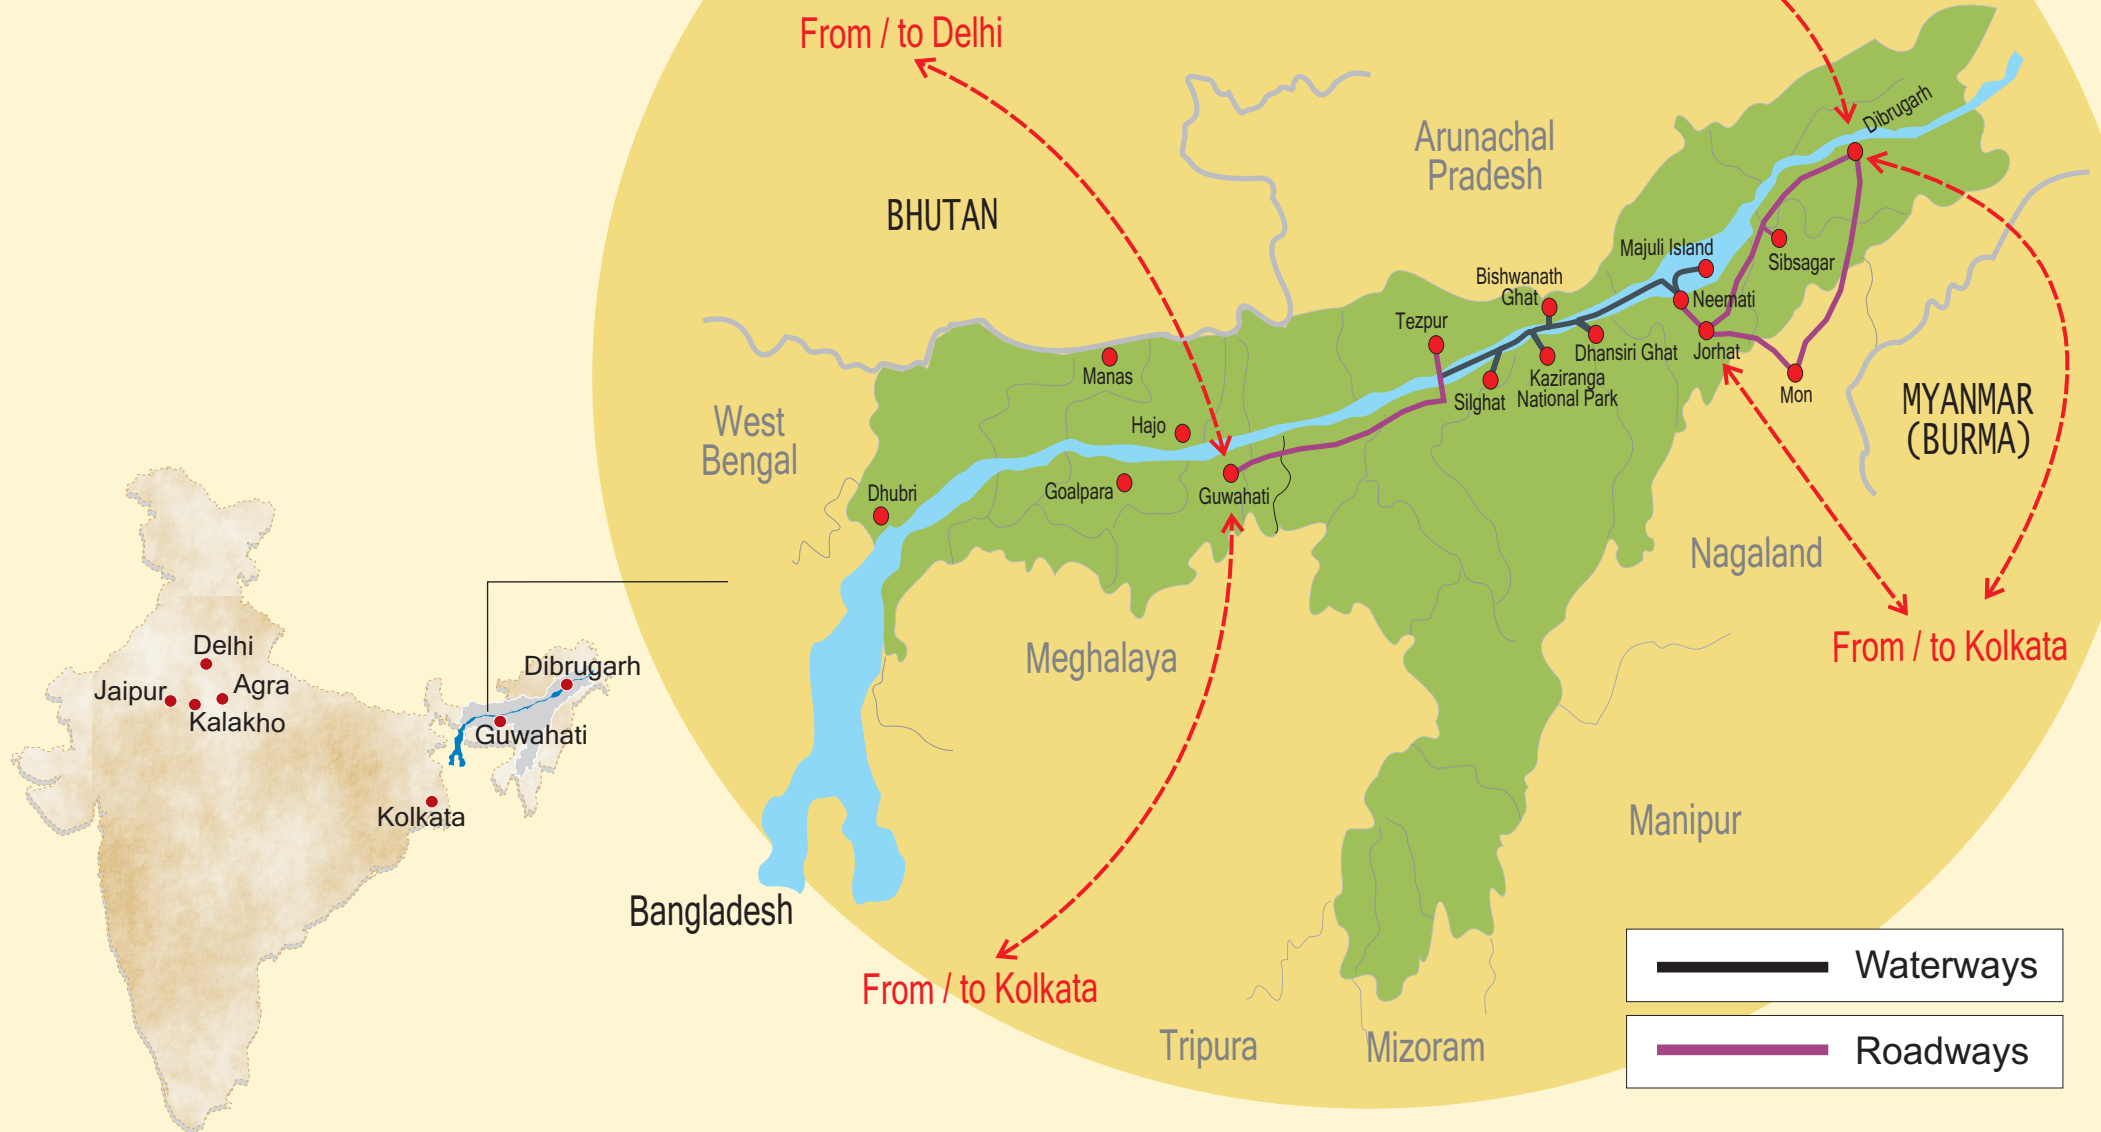 From / to Delhi
Dibrugarh
Arunachal
Pradesh
BHUTAN
Majuli Island
Sibsagar
Bishwanath
Ghat
Neemati
Tezpur
Dhansiri Ghat
Jorhat
Manas
Kaziranga
National Park
Silghat
Mon
MYANMAR
(BURMA)
West
Bengal
Hajo
Dhubri
Goalpara
Guwahati
Nagaland
Meghalaya
From / to Kolkata
Delhi
Dibrugarh
Jaipur
Agra
Kalakho
Guwahati
Kolkata
Manipur
Bangladesh
From / to Kolkata
Tripura
Mizoram
Waterways
Roadways